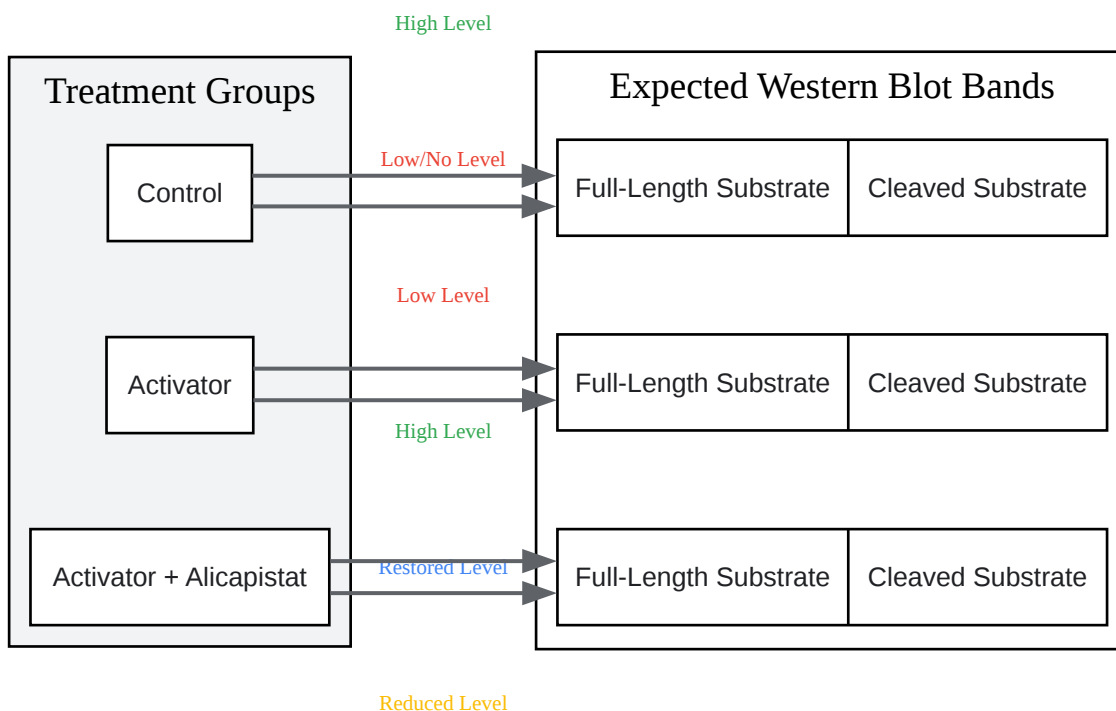 High Level
Treatment Groups
Expected Western Blot Bands
Control
Low/No Level
Full-Length Substrate
Cleaved Substrate
Low Level
Activator
Full-Length Substrate
Cleaved Substrate
High Level
Activator + Alicapistat
Restored Level
Full-Length Substrate
Cleaved Substrate
Reduced Level